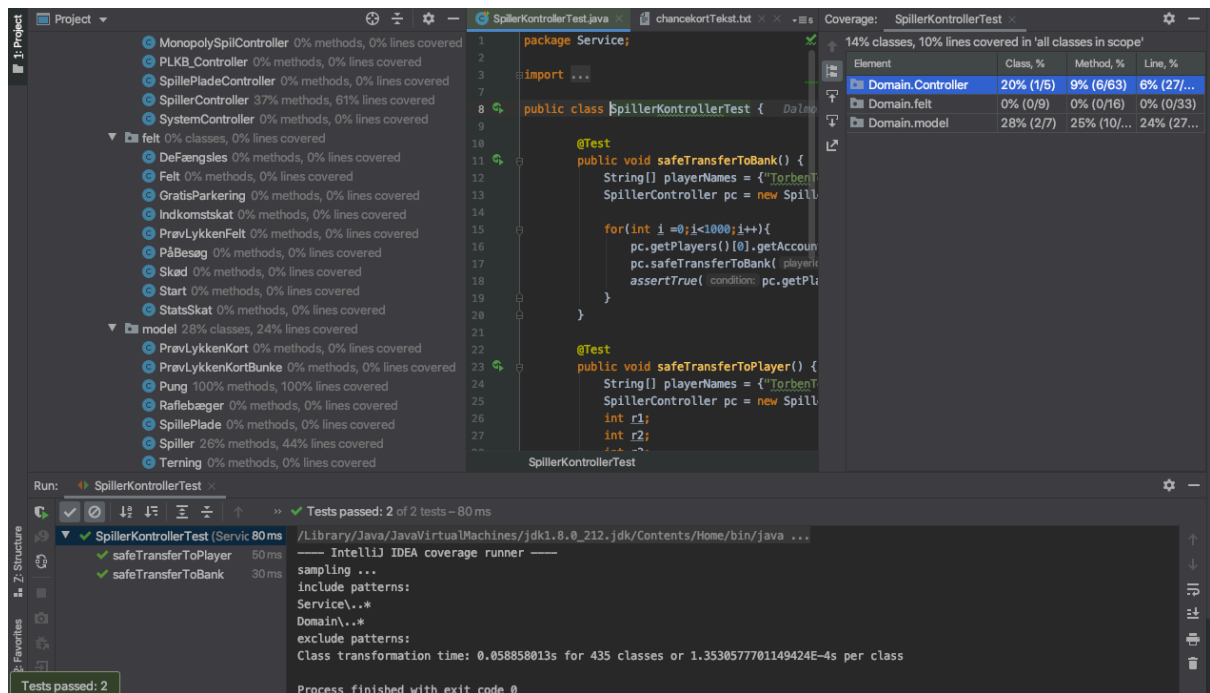 Project
MonopolySpilController 0% methods, 0% lines covered
PLKB_Controller 0% methods, 0% lines covered
SpillePladeController 0% methods, 0% lines covered
SpillerController 37% methods, 61% lines covered
SystemController 0% methods, 0% lines covered
felt 0% classes, 0% lines covered
DeFængsles 0% methods, 0% lines covered
Felt 0% methods, 0% lines covered
GratisParkering 0% methods, 0% lines covered
Indkomstskat 0% methods, 0% lines covered
PrøvLykkenFelt 0% methods, 0% lines covered
PåBesøg 0% methods, 0% lines covered
Skød 0% methods, 0% lines covered
Start 0% methods, 0% lines covered
StatsSkat 0% methods, 0% lines covered
model 28% classes, 24% lines covered
PrøvLykkenKort 0% methods, 0% lines covered
PrøvLykkenKortBunke 0% methods, 0% lines covered
Pung 100% methods, 100% lines covered
Raflebæger 0% methods, 0% lines covered
SpillePlade 0% methods, 0% lines covered
Spiller 26% methods, 44% lines covered
Terning 0% methods, 0% lines covered
1: Project
SpillerKontrollerTest.java
chancekortTekst.txt
1 package Service;
2
3 import ...
7
8 public class SpillerKontrollerTest { Dalmo
9
10 @Test
11 public void safeTransferToBank() {
12 String[] playerNames = {"TorbenT
13 SpillerController pc = new Spill
14
15 for(int i =0;i<1000;i++){
16 pc.getPlayers()[0].getAccoun
17 pc.safeTransferToBank(
18 assertTrue( condition: pc.getPla
19 }
20 }
21
22 @Test
23 public void safeTransferToPlayer() {
24 String[] playerNames = {"TorbenT
25 SpillerController pc = new Spill
26 int r1;
27 int r2;
SpillerKontrollerTest
Coverage: SpillerKontrollerTest
14% classes, 10% lines covered in 'all classes in scope'
Element Class, % Method, % Line, %
Domain.Controller 20% (1/5) 9% (6/63) 6% (27/...
Domain.felt 0% (0/9) 0% (0/16) 0% (0/33)
Domain.model 28% (2/7) 25% (10/... 24% (27...
Run: SpillerKontrollerTest
Tests passed: 2 of 2 tests – 80 ms
SpillerKontrollerTest (Servic 80 ms
safeTransferToPlayer 50 ms
safeTransferToBank 30 ms
/Library/Java/JavaVirtualMachines/jdk1.8.0_212.jdk/Contents/Home/bin/java ...
---- IntelliJ IDEA coverage runner ----
sampling ...
include patterns:
Service\..*
Domain\..*
exclude patterns:
Class transformation time: 0.058858013s for 435 classes or 1.3530577701149424E-4s per class
Process finished with exit code 0
Z: Structure
2: Favorites
Tests passed: 2